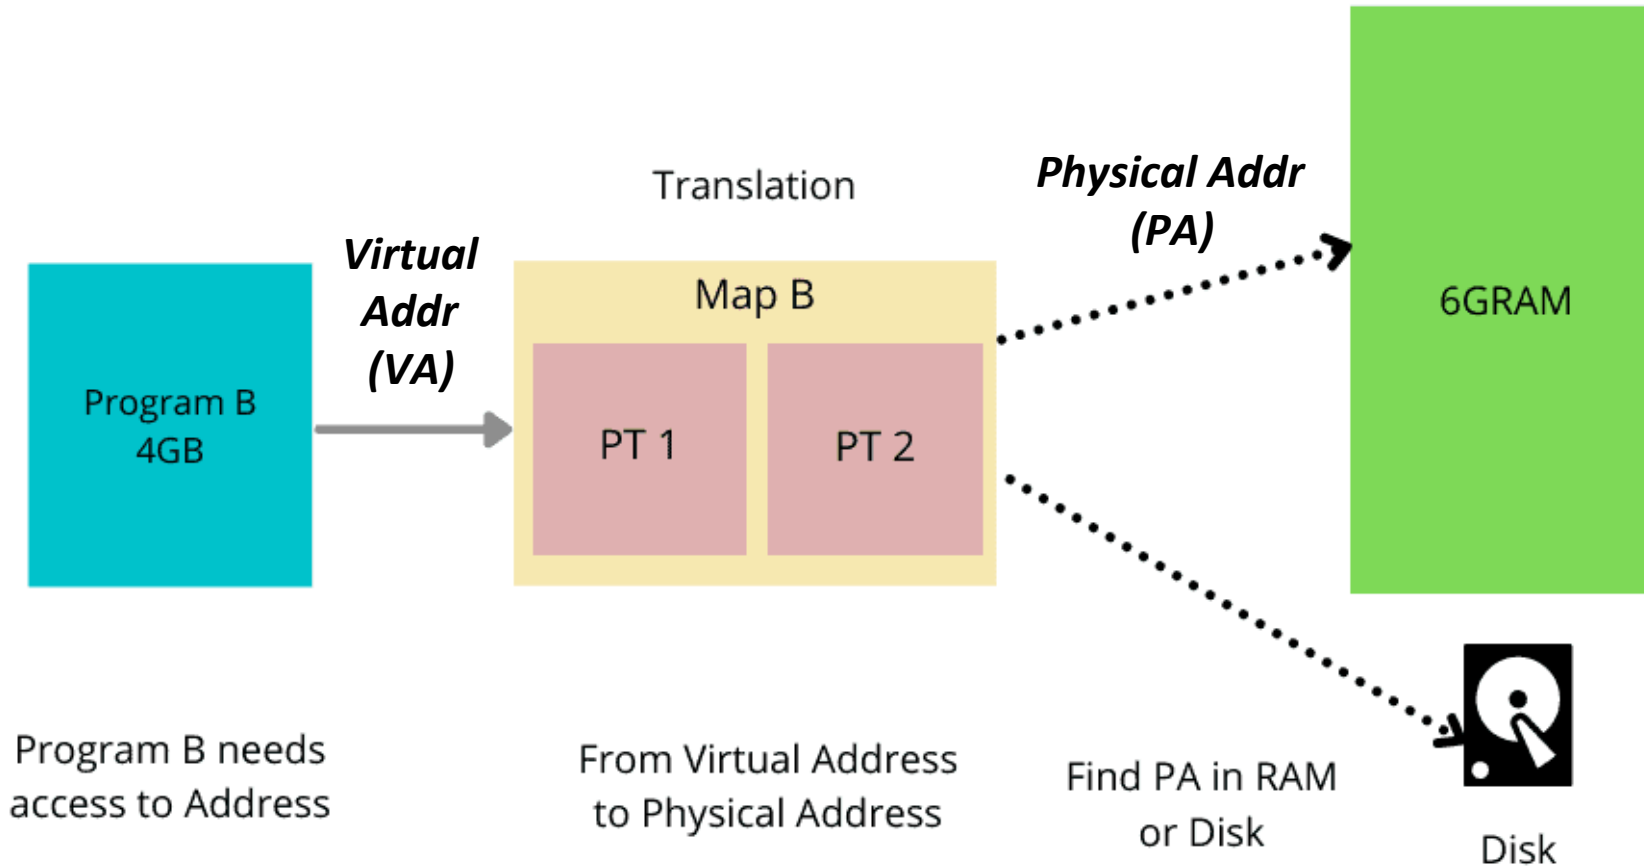 Translation
Physical Addr
(PA)
Virtual
Addr
(VA)
Map B
6GRAM
Program B
4GB
PT 1
PT 2
Program B needs
access to Address
From Virtual Address
to Physical Address
Find PA in RAM
or Disk
Disk